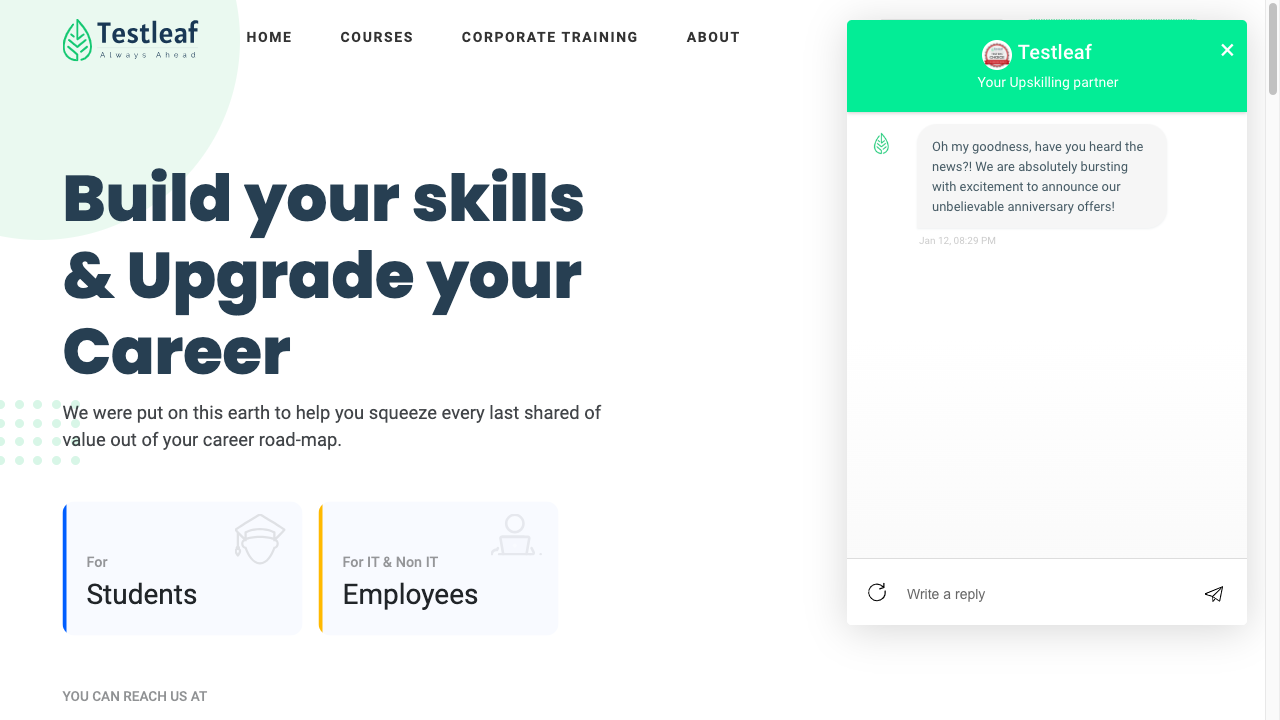 Testleaf
Always Ahead
HOME
COURSES
CORPORATE TRAINING
ABOUT
Build your skills
& Upgrade your
Career
We were put on this earth to help you squeeze every last shared of
value out of your career road-map.
For
Students
For IT & Non IT
Employees
YOU CAN REACH US AT
Testleaf
Your Upskilling partner
Oh my goodness, have you heard the
news?! We are absolutely bursting
with excitement to announce our
unbelievable anniversary offers!
Jan 12, 08:29 PM
Write a reply